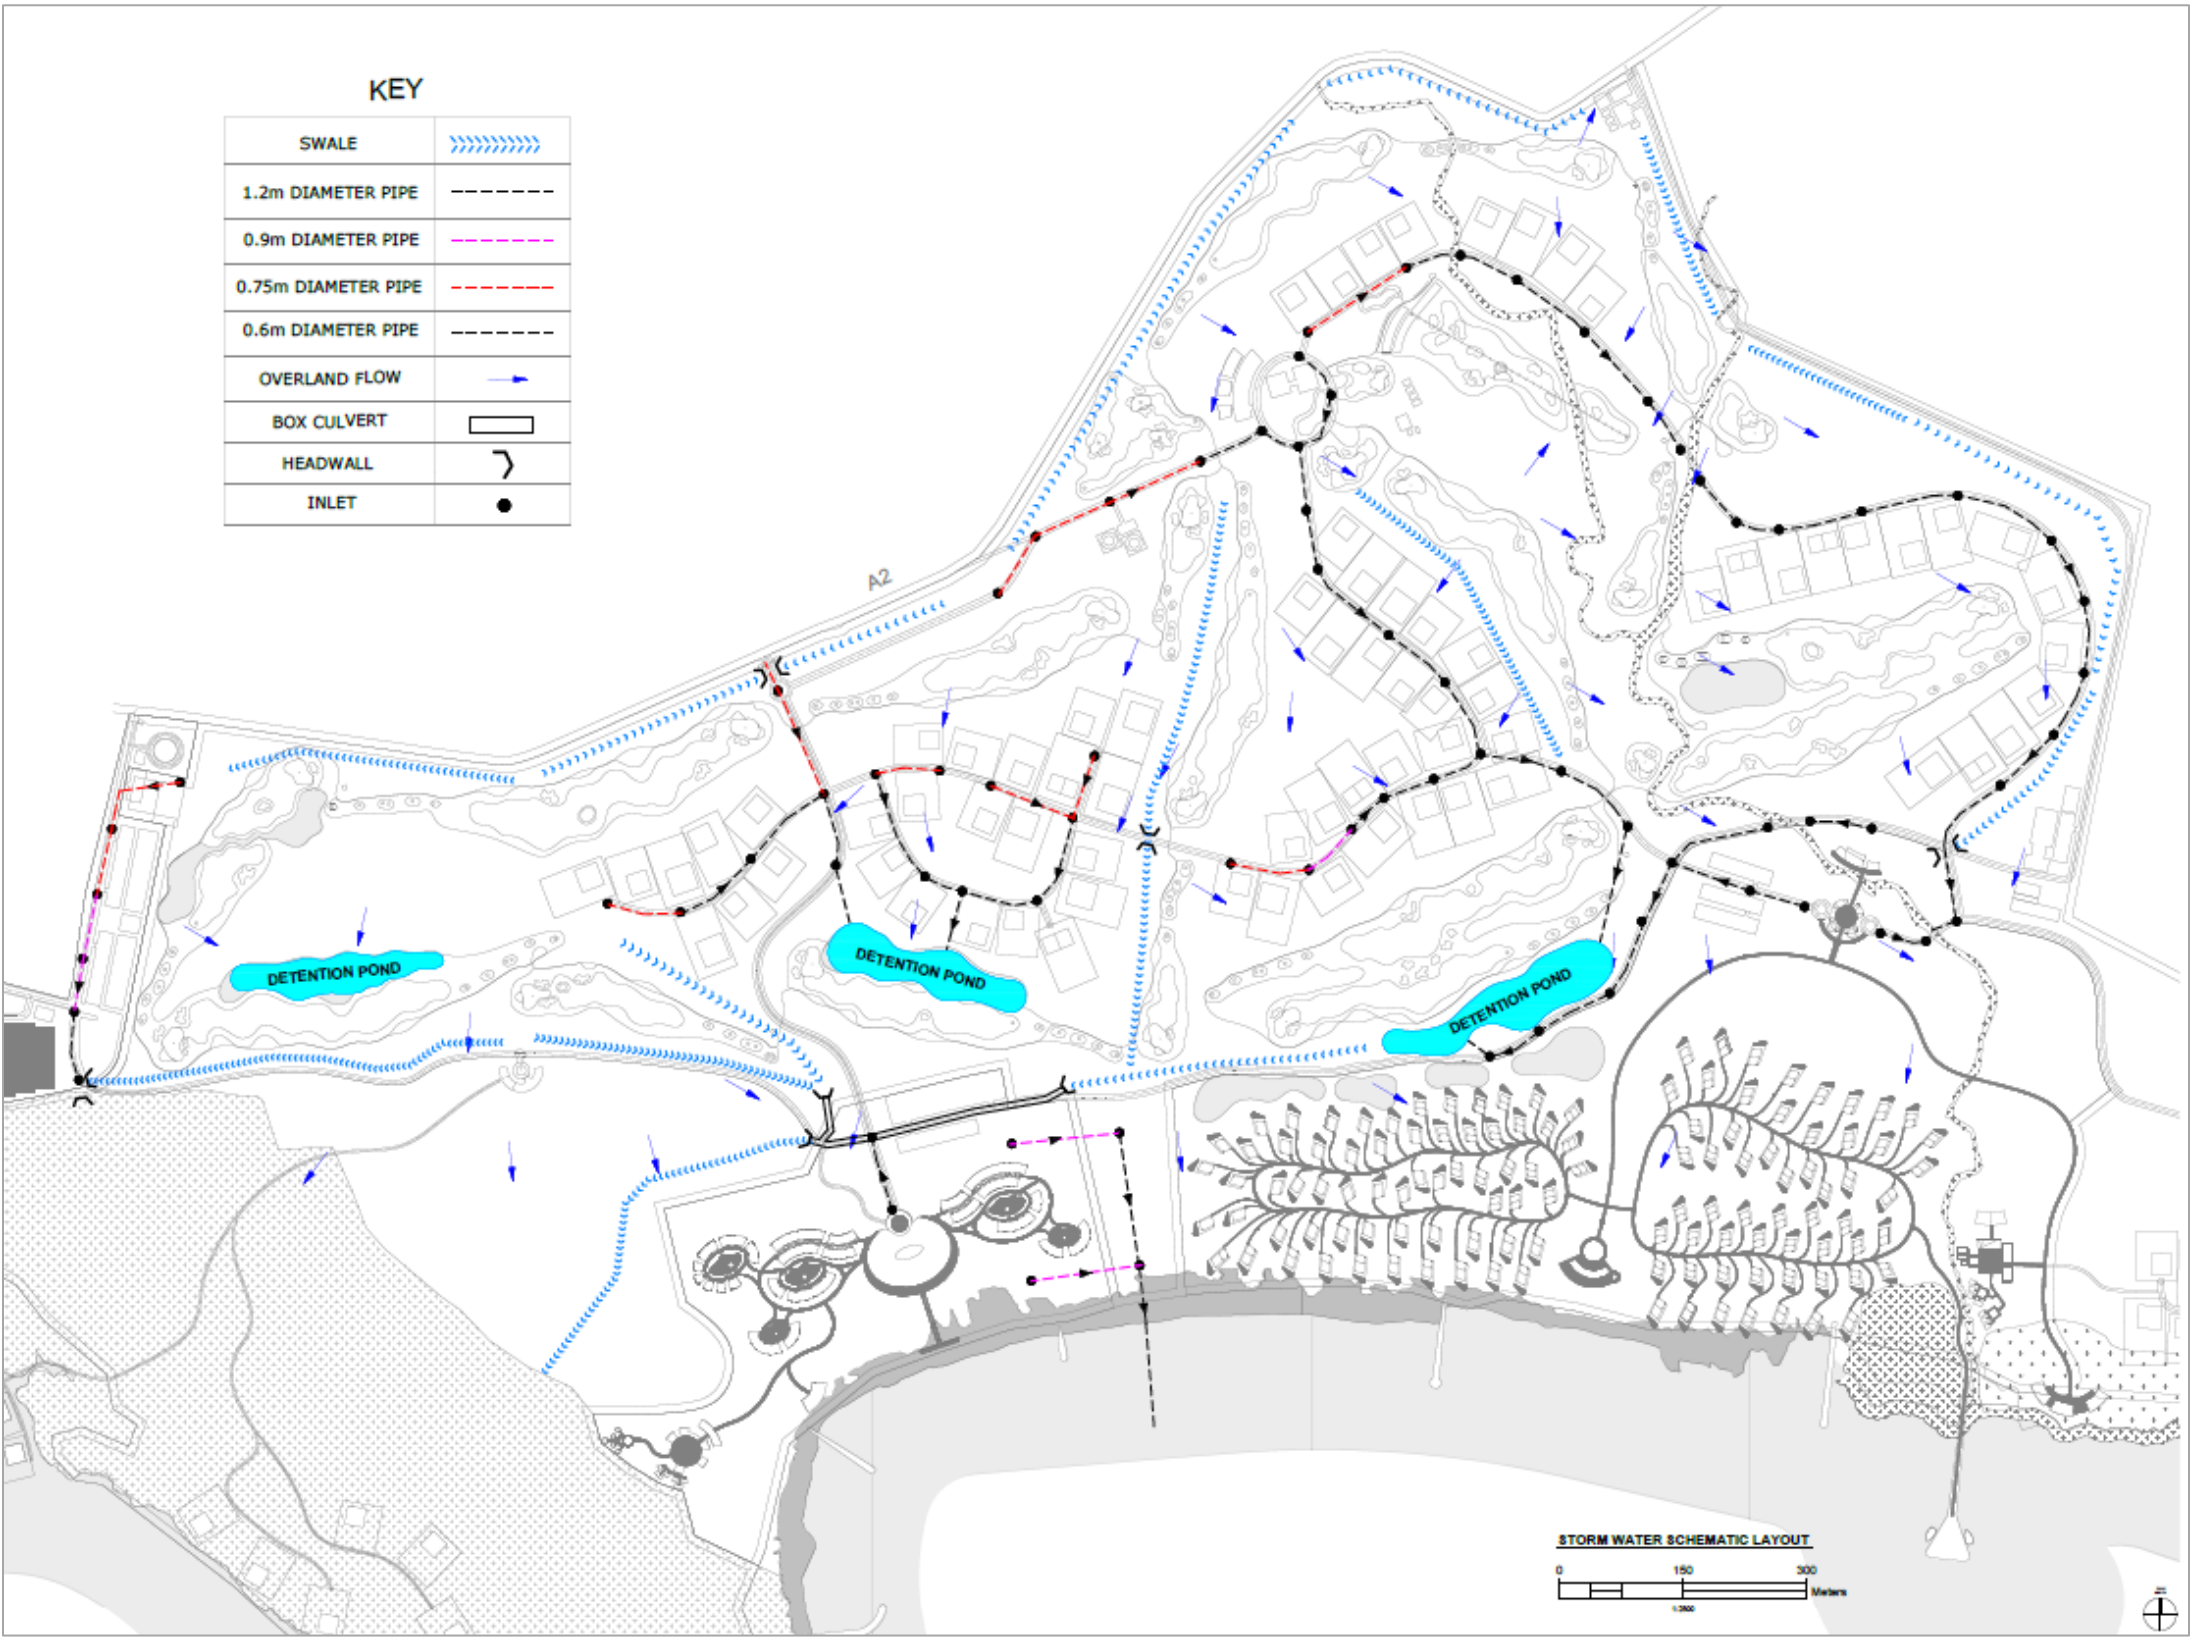 KEY
SWALE
1.2m DIAMETER PIPE
0.9m DIAMETER PIPE
0.75m DIAMETER PIPE
0.6m DIAMETER PIPE
OVERLAND FLOW
BOX CULVERT
HEADWALL
INLET
A2
DETENTION POND
DETENTION POND
DETENTION POND
STORM WATER SCHEMATIC LAYOUT
0 150 300
Meters